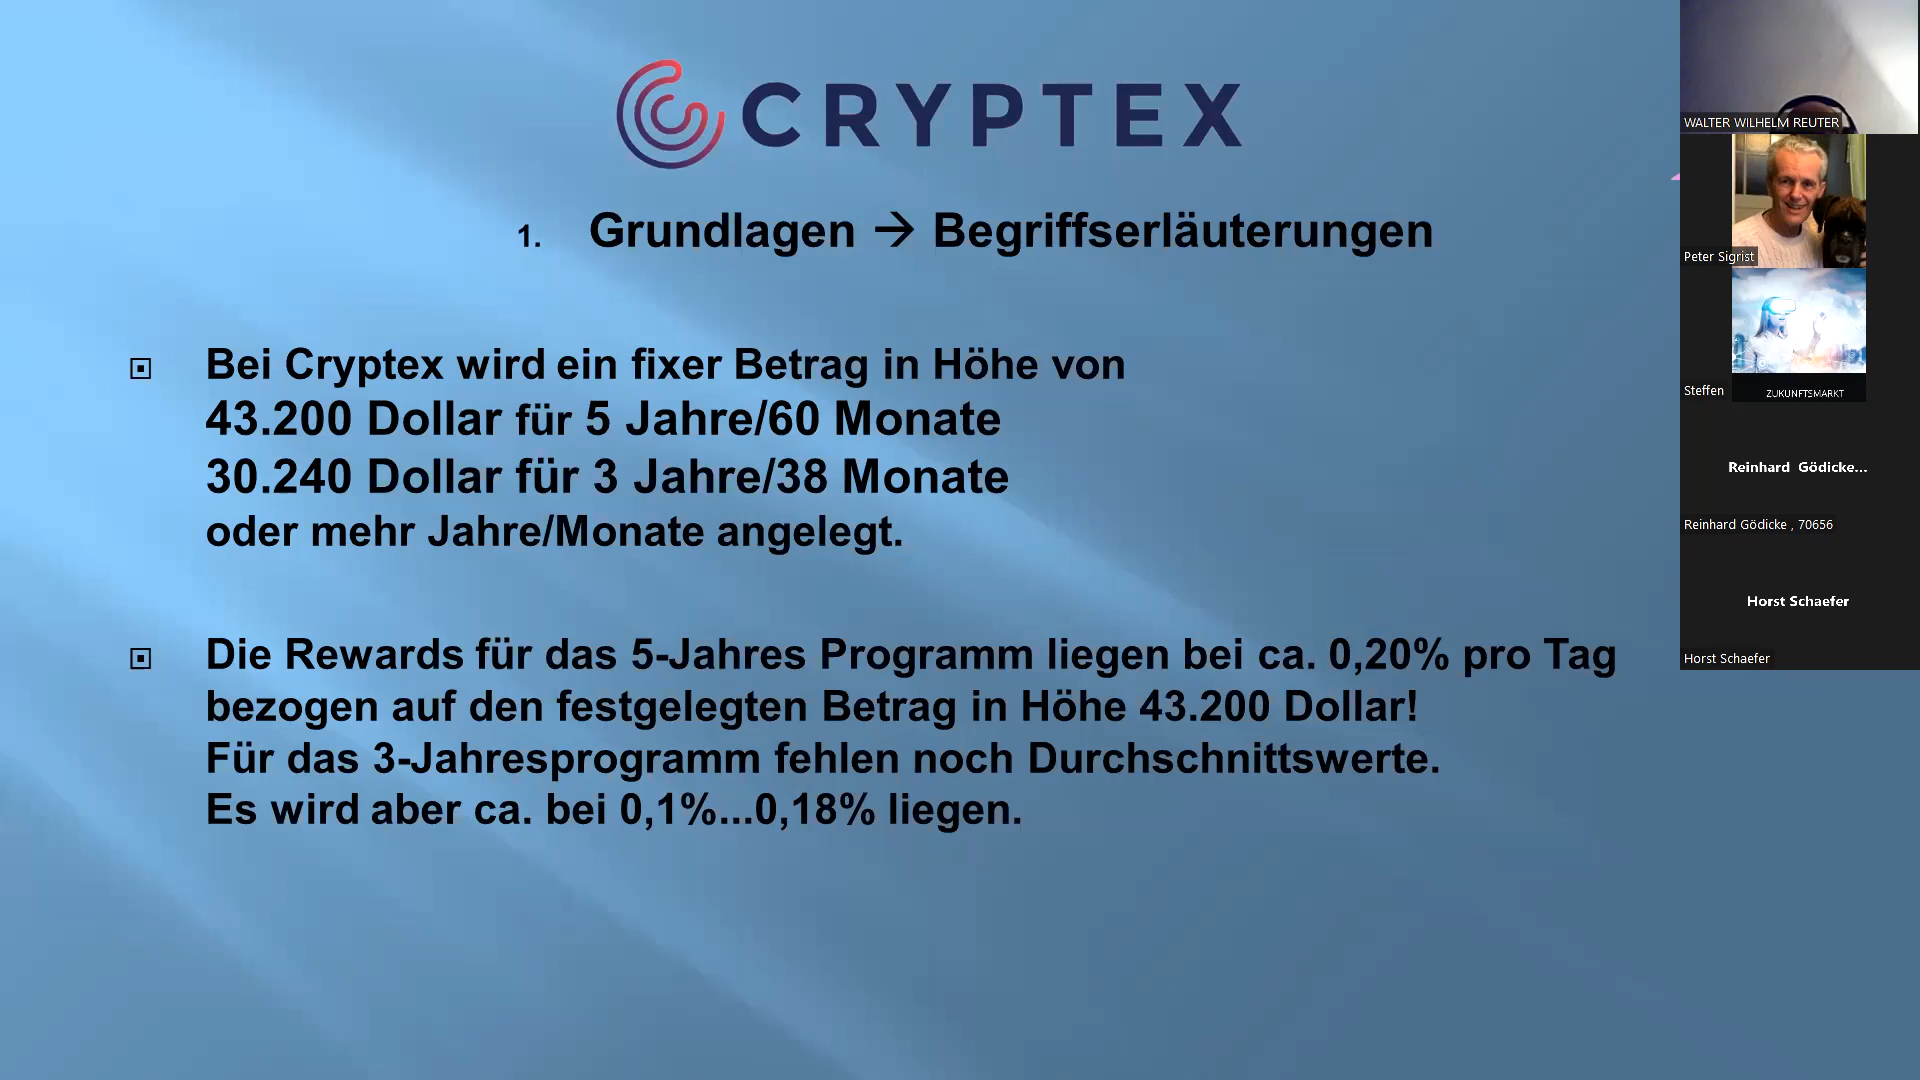 CRYPTEX
1. Grundlagen → Begriffserläuterungen
Bei Cryptex wird ein fixer Betrag in Höhe von
43.200 Dollar für 5 Jahre/60 Monate
30.240 Dollar für 3 Jahre/38 Monate
oder mehr Jahre/Monate angelegt.
Die Rewards für das 5-Jahres Programm liegen bei ca. 0,20% pro Tag
bezogen auf den festgelegten Betrag in Höhe 43.200 Dollar!
Für das 3-Jahresprogramm fehlen noch Durchschnittswerte.
Es wird aber ca. bei 0,1%...0,18% liegen.
WALTER WILHELM REUTER
Peter Sigrist
ZUKUNFTSMARKT
Steffen
Reinhard Gödicke...
Reinhard Gödicke , 70656
Horst Schaefer
Horst Schaefer